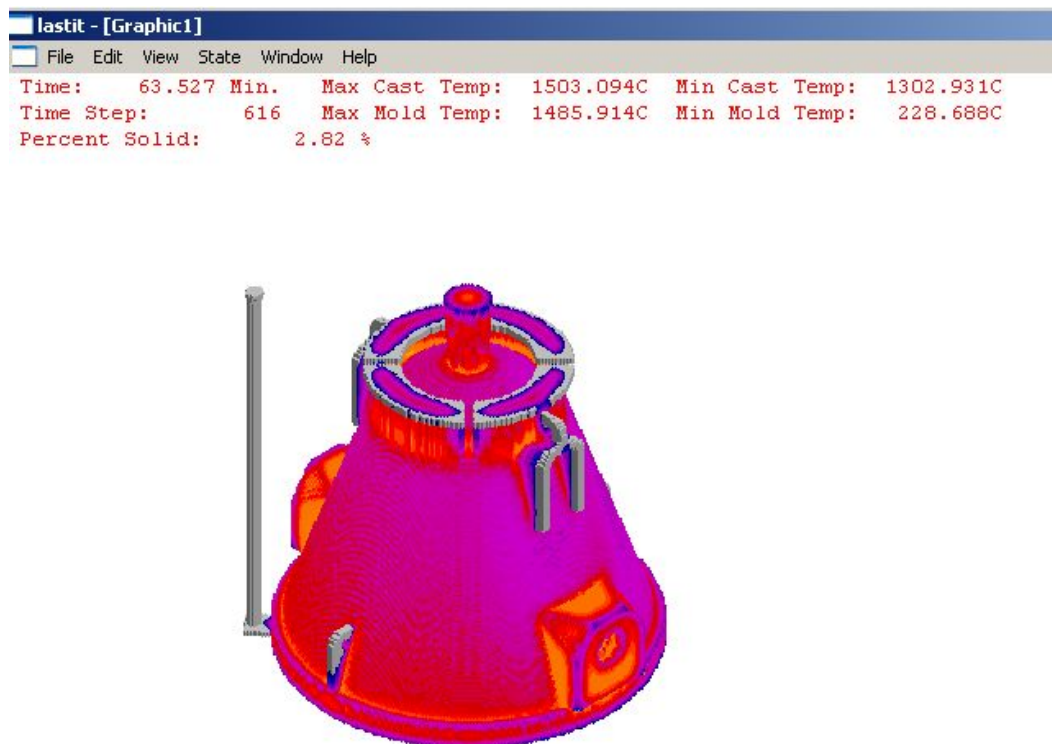 lastit - [Graphic1]
File Edit View State Window Help
Time: 63.527 Min. Max Cast Temp: 1503.094C Min Cast Temp: 1302.931C
Time Step: 616 Max Mold Temp: 1485.914C Min Mold Temp: 228.688C
Percent Solid: 2.82 %